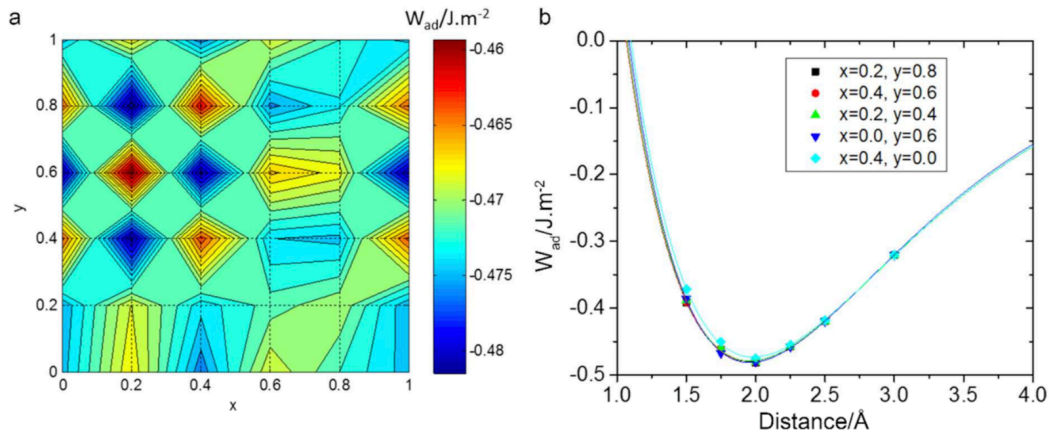 a
W_ad/J.m^-2
1
0.8
0.6
0.4
0.2
0
y
0 0.2 0.4 0.6 0.8 1
x
-0.46
-0.465
-0.47
-0.475
-0.48
b
0.0
-0.1
-0.2
-0.3
-0.4
-0.5
W_ad/J.m^-2
x=0.2, y=0.8
x=0.4, y=0.6
x=0.2, y=0.4
x=0.0, y=0.6
x=0.4, y=0.0
1.0 1.5 2.0 2.5 3.0 3.5 4.0
Distance/Å